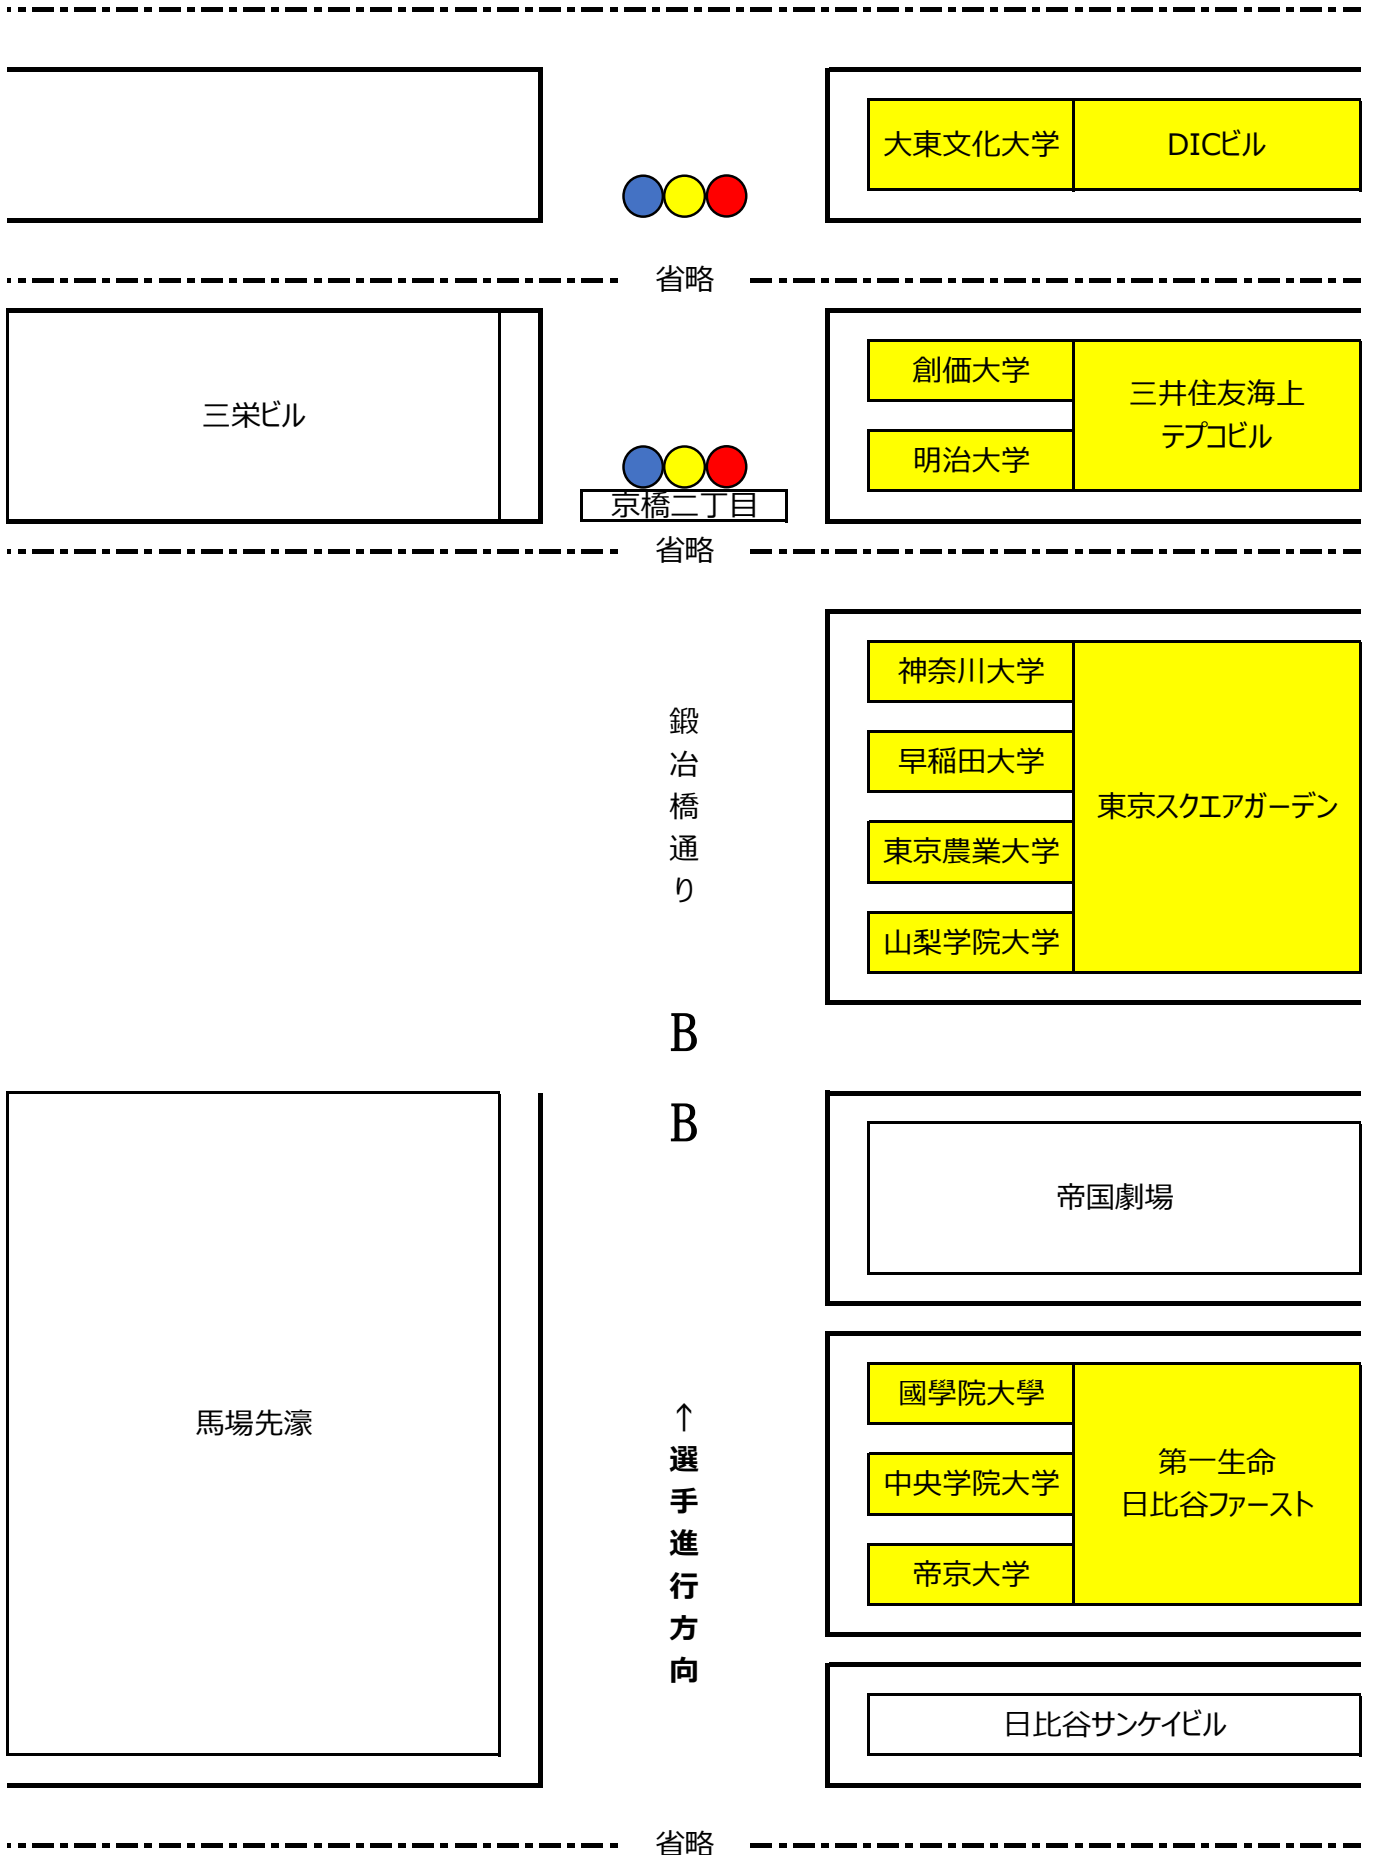 大東文化大学
DICビル
省略
三栄ビル
創価大学
三井住友海上
テプコビル
明治大学
京橋二丁目
省略
鍛冶橋通り
神奈川大学
早稲田大学
東京スクエアガーデン
東京農業大学
山梨学院大学
B
B
帝国劇場
馬場先濠
↑選手進行方向
國學院大學
中央学院大学
第一生命
日比谷ファースト
帝京大学
日比谷サンケイビル
省略